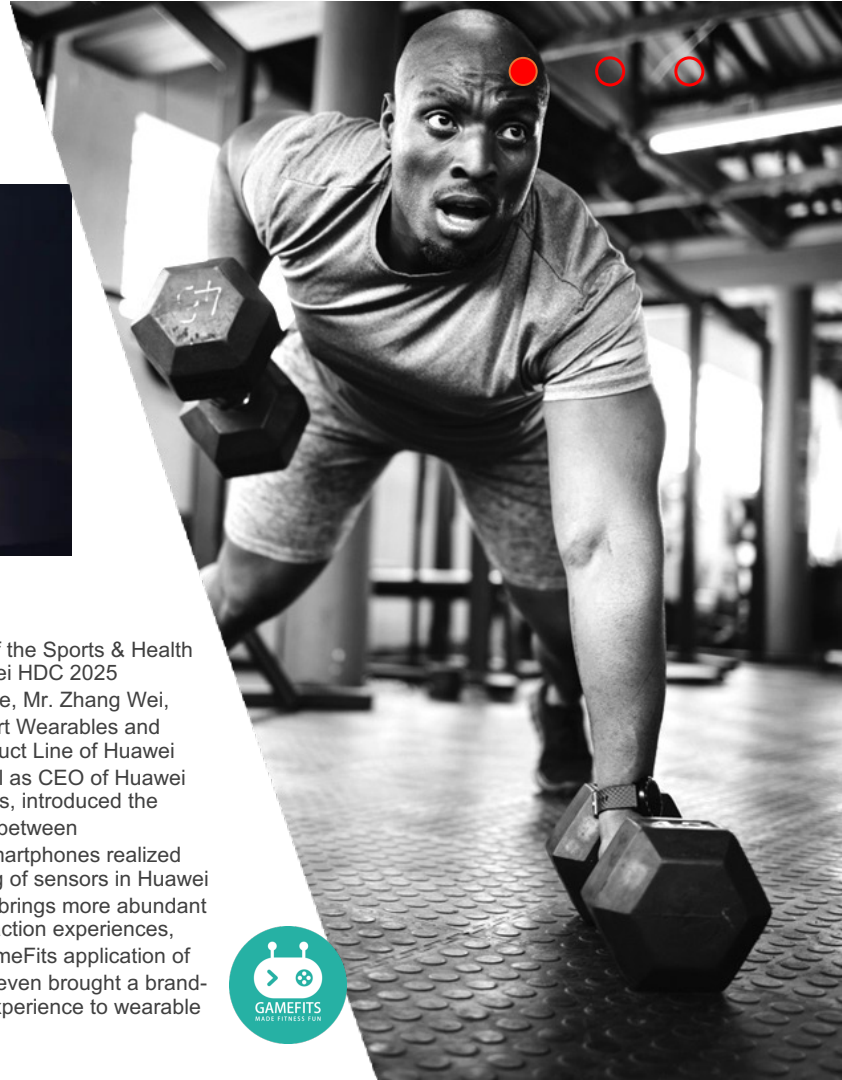 f the Sports & Health
ei HDC 2025
e, Mr. Zhang Wei,
rt Wearables and
uct Line of Huawei
l as CEO of Huawei
s, introduced the
between
nartphones realized
g of sensors in Huawei
brings more abundant
ction experiences,
meFits application of
even brought a brand-
xperience to wearable
GAMEFITS
MADE FITNESS FUN